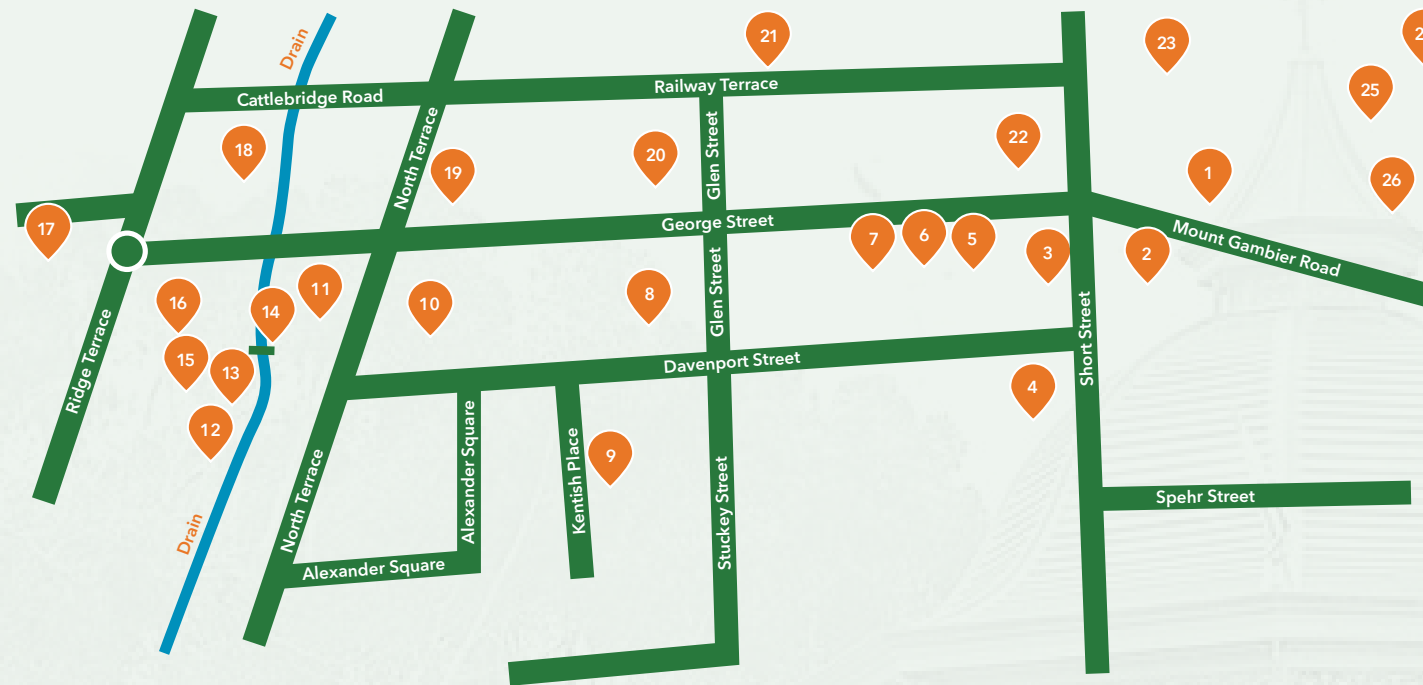 Drain
21
23
2
Cattlebridge Road
Railway Terrace
25
18
North Terrace
19
20
Glen Street
22
1
26
17
George Street
7
6
5
3
2
Mount Gambier Road
16
14
11
10
8
Glen Street
Ridge Terrace
15
13
Davenport Street
Short Street
4
12
Alexander Square
Kentish Place
9
Stuckey Street
Spehr Street
Drain
North Terrace
Alexander Square